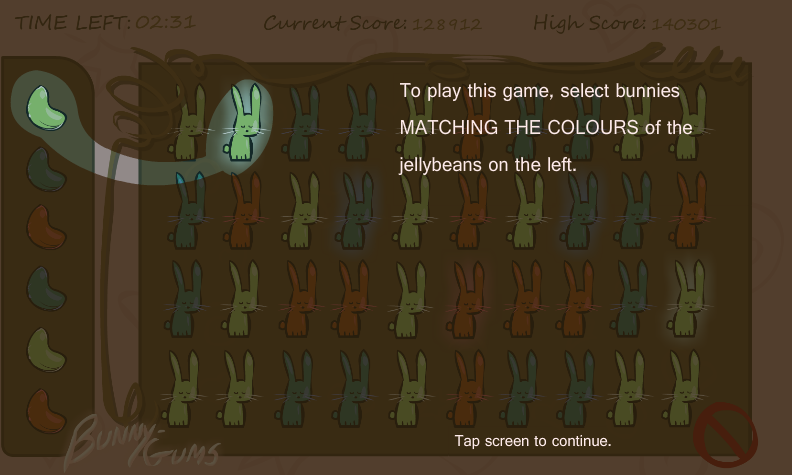 TIME LEFT: 02:31 Current Score: 128912 High Score: 140301
To play this game, select bunnies
MATCHING THE COLOURS of the
jellybeans on the left.
Tap screen to continue.
BUNNY-
GUMS